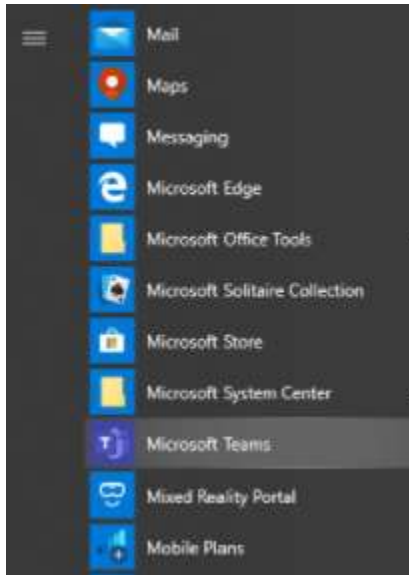 Mail
Maps
Messaging
Microsoft Edge
Microsoft Office Tools
Microsoft Solitaire Collection
Microsoft Store
Microsoft System Center
Microsoft Teams
Mixed Reality Portal
Mobile Plans